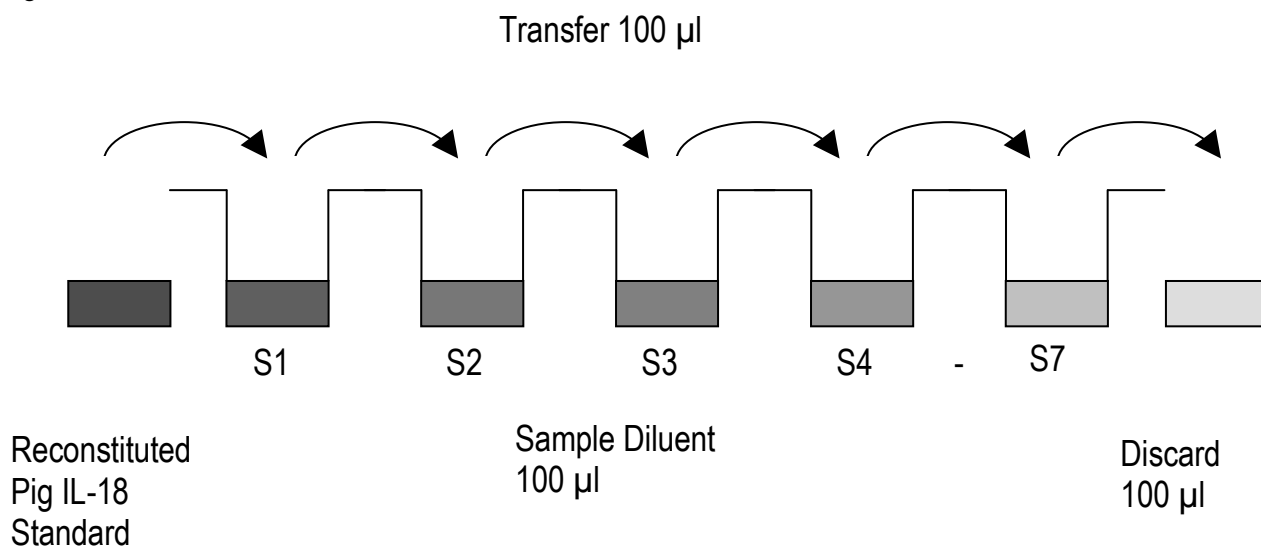 Transfer 100 µl
S1 S2 S3 S4 - S7
Reconstituted
Pig IL-18
Standard
Sample Diluent
100 µl
Discard
100 µl